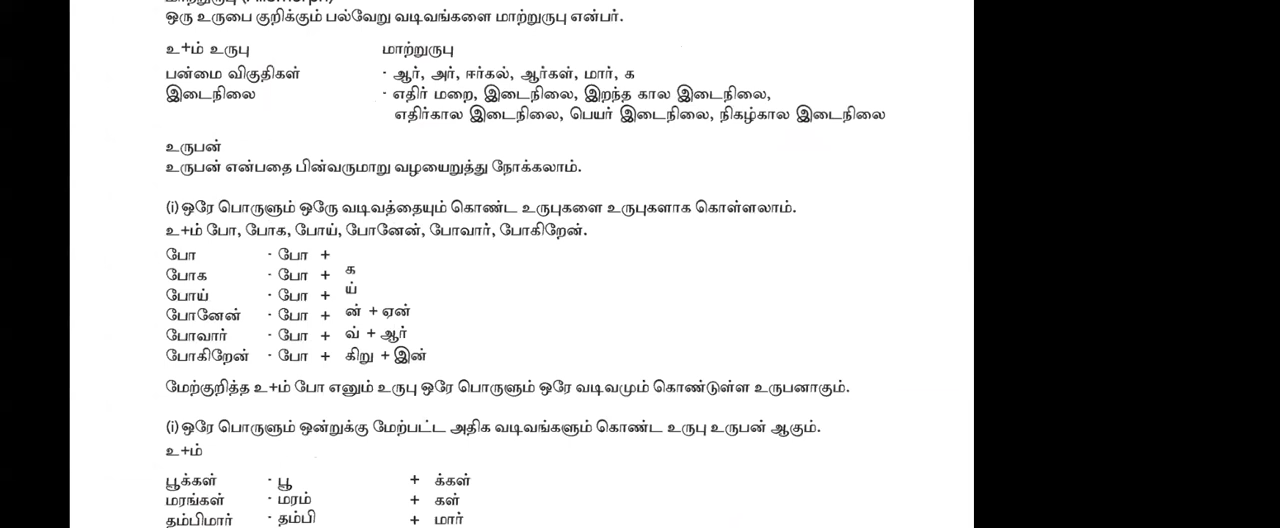 மாற்றுருபு (Allomorph)
ஒரு உருபை குறிக்கும் பல்வேறு வடிவங்களை மாற்றுருபு என்பர்.
உ+ம் உருபு மாற்றுருபு
பன்மை விகுதிகள் - ஆர், அர், ஈர்கல், ஆர்கள், மார், க
இடைநிலை - எதிர் மறை, இடைநிலை, இறந்த கால இடைநிலை,
எதிர்கால இடைநிலை, பெயர் இடைநிலை, நிகழ்கால இடைநிலை
உருபன்
உருபன் என்பதை பின்வருமாறு வழயைறுத்து நோக்கலாம்.
(i) ஒரே பொருளும் ஒரு வடிவத்தையும் கொண்ட உருபுகளை உருபுகளாக கொள்ளலாம்.
உ+ம் போ, போக, போய், போனேன், போவார், போகிறேன்.
போ - போ +
போக - போ + க
போய் - போ + ய்
போனேன் - போ + ன் + ஏன்
போவார் - போ + வ் + ஆர்
போகிறேன் - போ + கிறு + இன்
மேற்குறித்த உ+ம் போ எனும் உருபு ஒரே பொருளும் ஒரே வடிவமும் கொண்டுள்ள உருபனாகும்.
(i) ஒரே பொருளும் ஒன்றுக்கு மேற்பட்ட அதிக வடிவங்களும் கொண்ட உருபு உருபன் ஆகும்.
உ+ம்
பூக்கள் - பூ + க்கள்
மரங்கள் - மரம் + கள்
தம்பிமார் - தம்பி + மார்